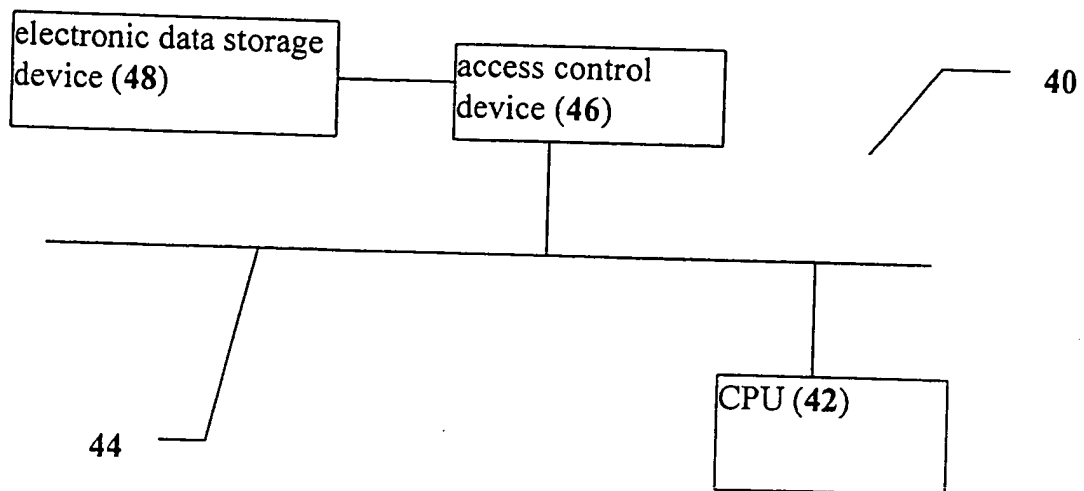 electronic data storage
device (48)
access control
device (46)
40
44
CPU (42)